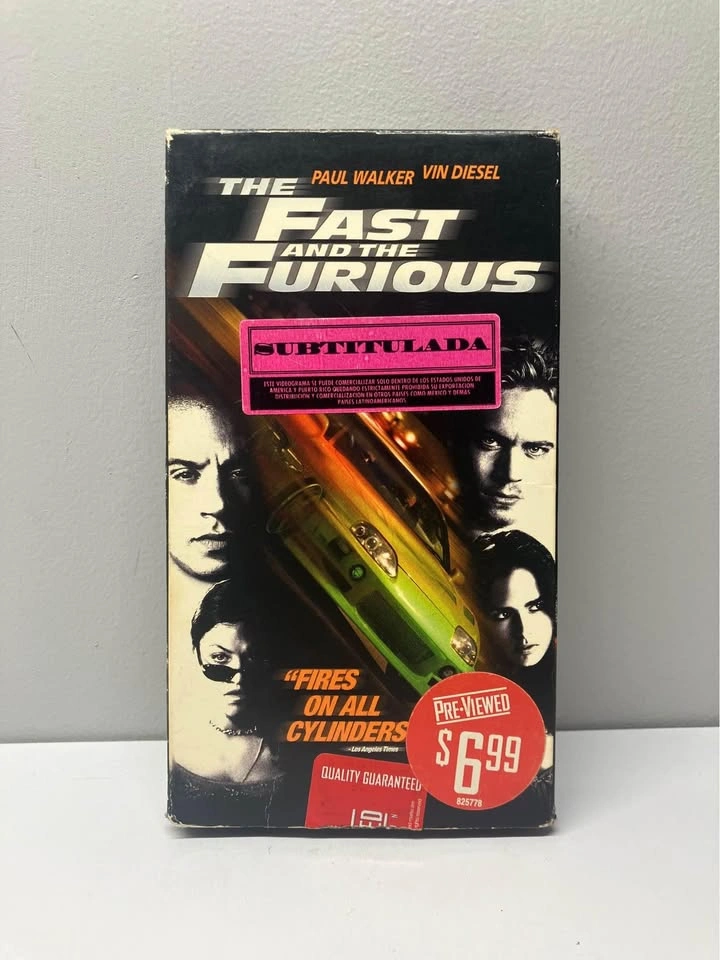 PAUL WALKER VIN DIESEL
THE
FAST
AND THE
FURIOUS
SUBTITULADA
ESTE VIDEOGRAMA SE PUEDE COMERCIALIZAR SOLO DENTRO DE LOS ESTADOS UNIDOS DE
AMERICA Y PUERTO RICO QUEDANDO ESTRICTAMENTE PROHIBIDA SU EXPORTACION
DISTRIBUCION Y COMERCIALIZACION EN OTROS PAISES COMO MEXICO Y DEMAS
PAISES LATINOAMERICANOS
"FIRES
ON ALL
CYLINDERS
-Los Angeles Times
PRE-VIEWED
$6.99
825778
QUALITY GUARANTEED